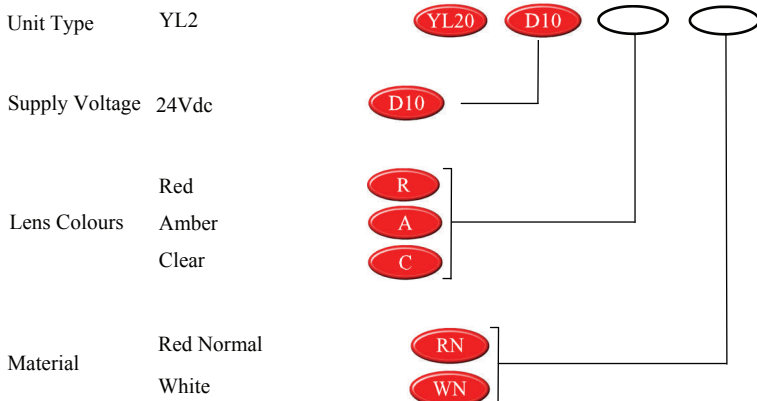 Unit Type YL2 YL20 D10
Supply Voltage 24Vdc D10
Red R
Lens Colours Amber A
Clear C
Red Normal RN
Material
White WN